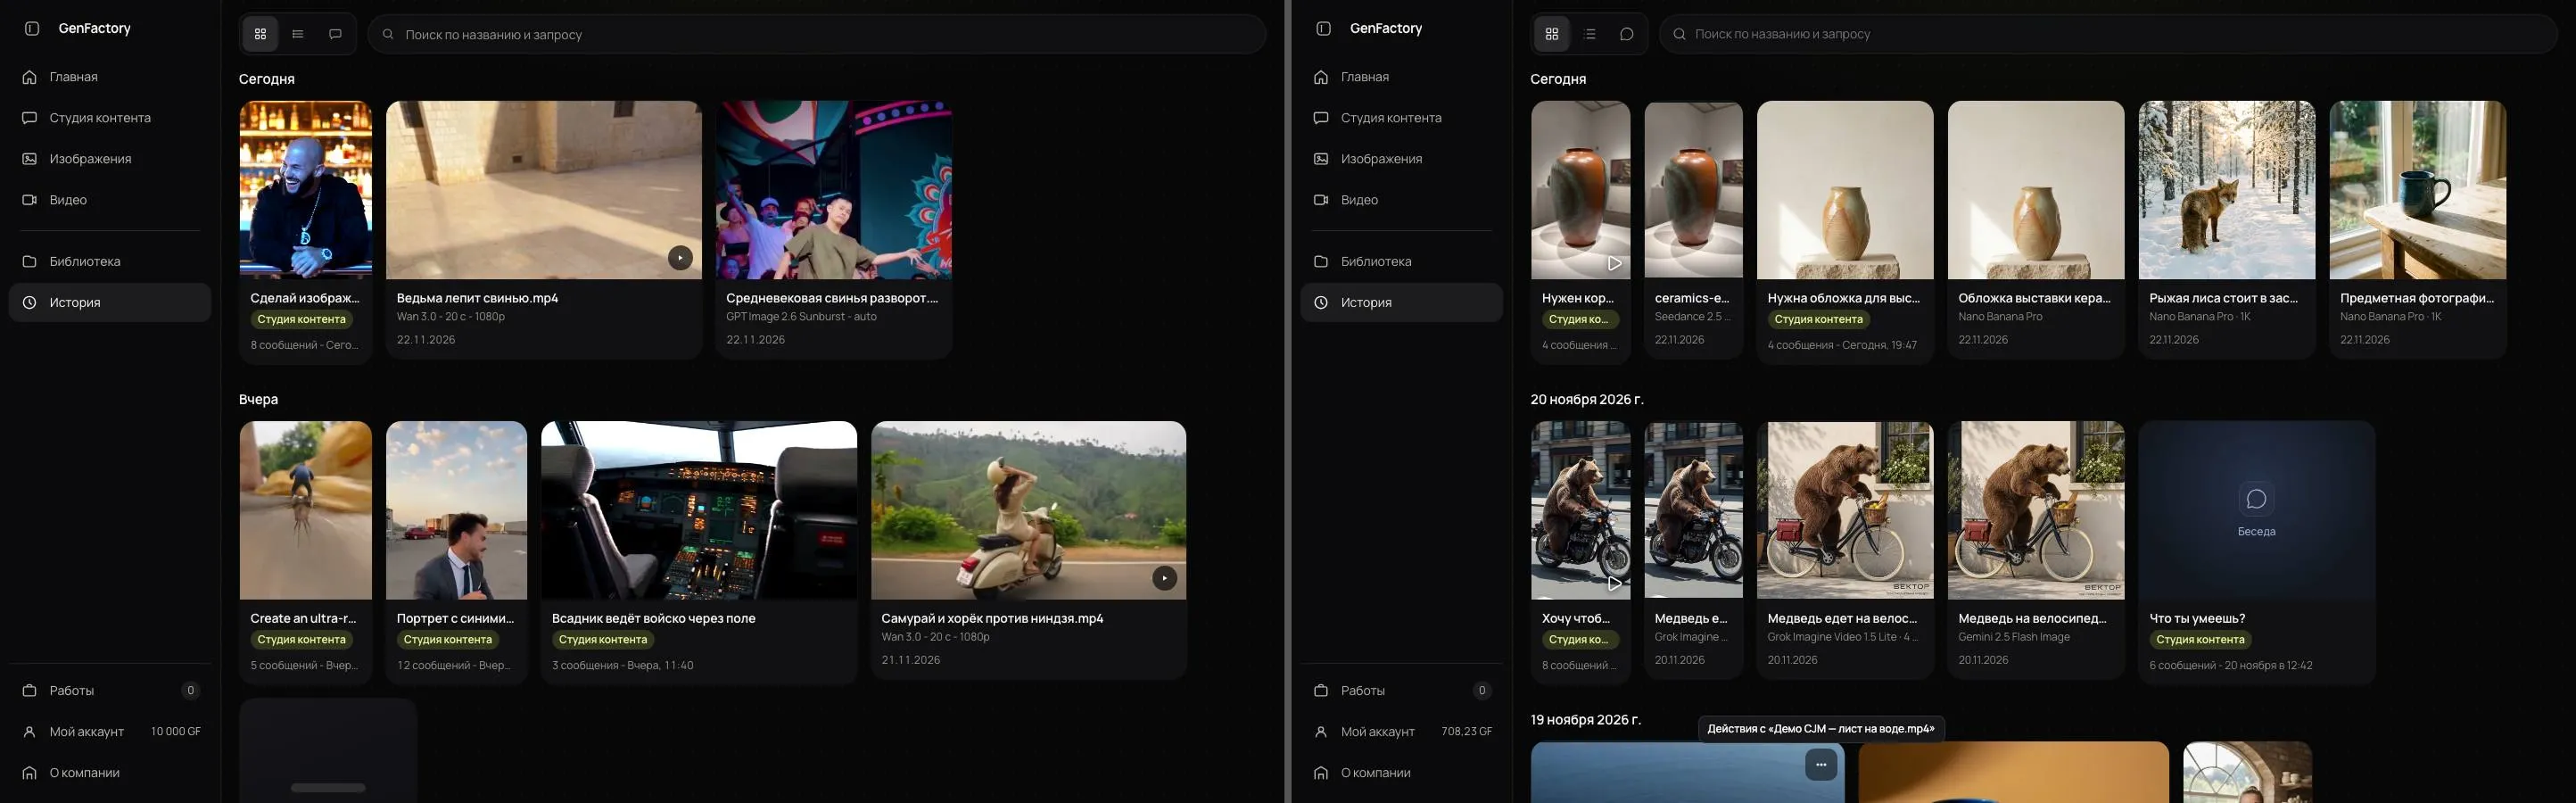 GenFactory
Главная
Студия контента
Изображения
Видео
Библиотека
История
Работы
0
Мой аккаунт
10 000 GF
О компании
Поиск по названию и запросу
Сегодня
Сделай изображ...
Студия контента
8 сообщений - Сего...
Ведьма лепит свинью.mp4
Wan 3.0 - 20 с - 1080p
22.11.2026
Средневековая свинья разворот....
GPT Image 2.6 Sunburst - auto
22.11.2026
Вчера
Create an ultra-r...
Студия контента
5 сообщений - Вчер...
Портрет с синими...
Студия контента
12 сообщений - Вчер...
Всадник ведёт войско через поле
Студия контента
3 сообщения - Вчера, 11:40
Самурай и хорёк против ниндзя.mp4
Wan 3.0 - 20 с - 1080p
21.11.2026
GenFactory
Главная
Студия контента
Изображения
Видео
Библиотека
История
Работы
0
Мой аккаунт
708,23 GF
О компании
Поиск по названию и запросу
Сегодня
Нужен кор...
Студия ко...
4 сообщения ...
ceramics-e...
Seedance 2.5 ...
22.11.2026
Нужна обложка для выс...
Студия контента
4 сообщения - Сегодня, 19:47
Обложка выставки кера...
Nano Banana Pro
22.11.2026
Рыжая лиса стоит в зас...
Nano Banana Pro · 1K
22.11.2026
Предметная фотографи...
Nano Banana Pro · 1K
22.11.2026
20 ноября 2026 г.
Хочу чтоб...
Студия ко...
8 сообщений ...
Медведь е...
Grok Imagine ...
20.11.2026
ВЕКТОР
Медведь едет на велос...
Grok Imagine Video 1.5 Lite · 4 ...
20.11.2026
ВЕКТОР
Медведь на велосипед...
Gemini 2.5 Flash Image
20.11.2026
Беседа
Что ты умеешь?
Студия контента
6 сообщений - 20 ноября в 12:42
19 ноября 2026 г.
Действия с «Демо CJM — лист на воде.mp4»